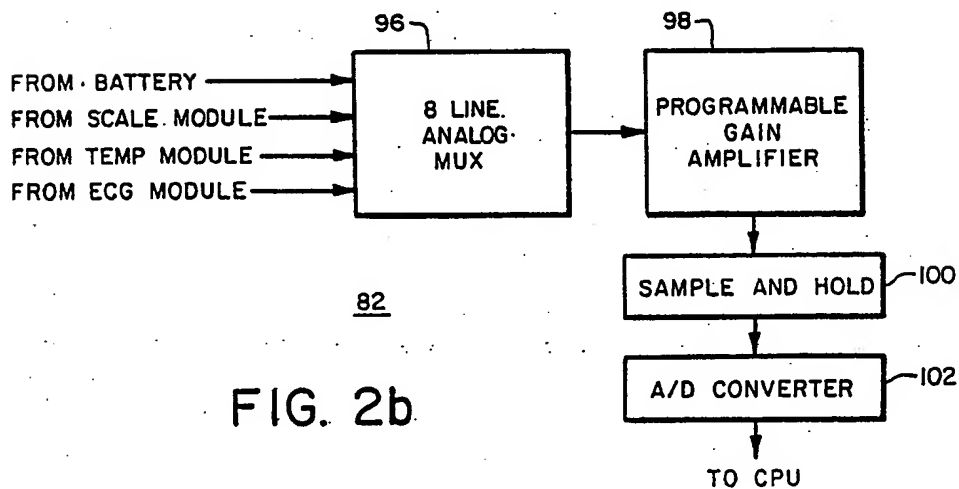 96
98
FROM BATTERY
FROM SCALE MODULE
FROM TEMP MODULE
FROM ECG MODULE
8 LINE
ANALOG
MUX
PROGRAMMABLE
GAIN
AMPLIFIER
SAMPLE AND HOLD
100
82
A/D CONVERTER
102
FIG. 2b
TO CPU